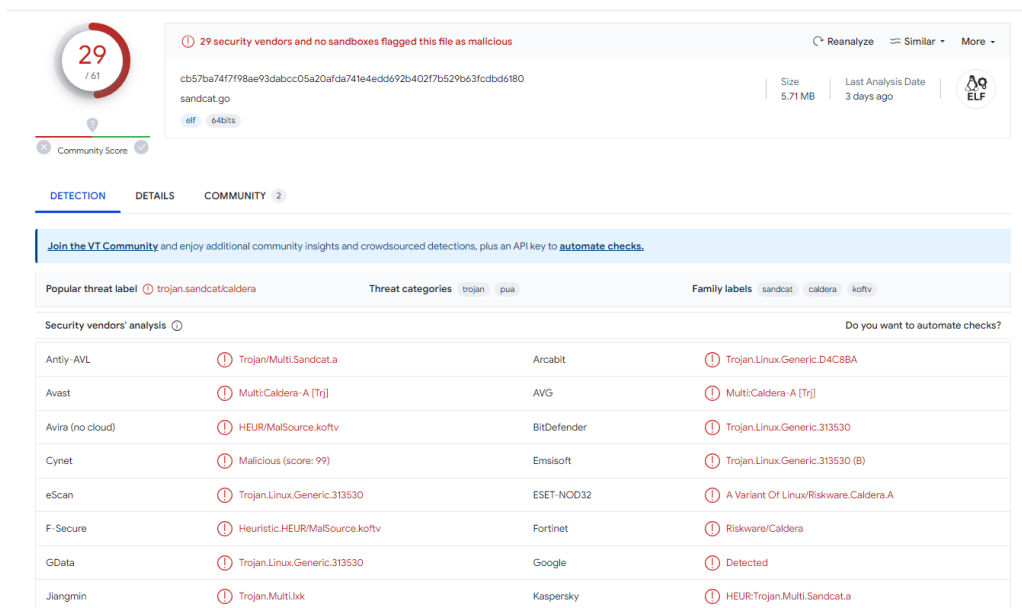 29
/ 61
Community Score
29 security vendors and no sandboxes flagged this file as malicious
Reanalyze Similar More
cb57ba74f7f98ae93dabcc05a20afda741e4edd692b402f7b529b63fcdbd6180
sandcat.go
elf 64bits
Size
5.71 MB
Last Analysis Date
3 days ago
ELF
DETECTION DETAILS COMMUNITY 2
Join the VT Community and enjoy additional community insights and crowdsourced detections, plus an API key to automate checks.
Popular threat label trojan.sandcat/caldera Threat categories trojan pua Family labels sandcat caldera koftv
Security vendors' analysis Do you want to automate checks?
Antiy-AVL Trojan/Multi.Sandcat.a Arcabit Trojan.Linux.Generic.D4C8BA
Avast Multi:Caldera-A [Trj] AVG Multi:Caldera-A [Trj]
Avira (no cloud) HEUR/MalSource.koftv BitDefender Trojan.Linux.Generic.313530
Cynet Malicious (score: 99) Emsisoft Trojan.Linux.Generic.313530 (B)
eScan Trojan.Linux.Generic.313530 ESET-NOD32 A Variant Of Linux/Riskware.Caldera.A
F-Secure Heuristic.HEUR/MalSource.koftv Fortinet Riskware/Caldera
GData Trojan.Linux.Generic.313530 Google Detected
Jiangmin Trojan.Multi.lxk Kaspersky HEUR:Trojan.Multi.Sandcat.a